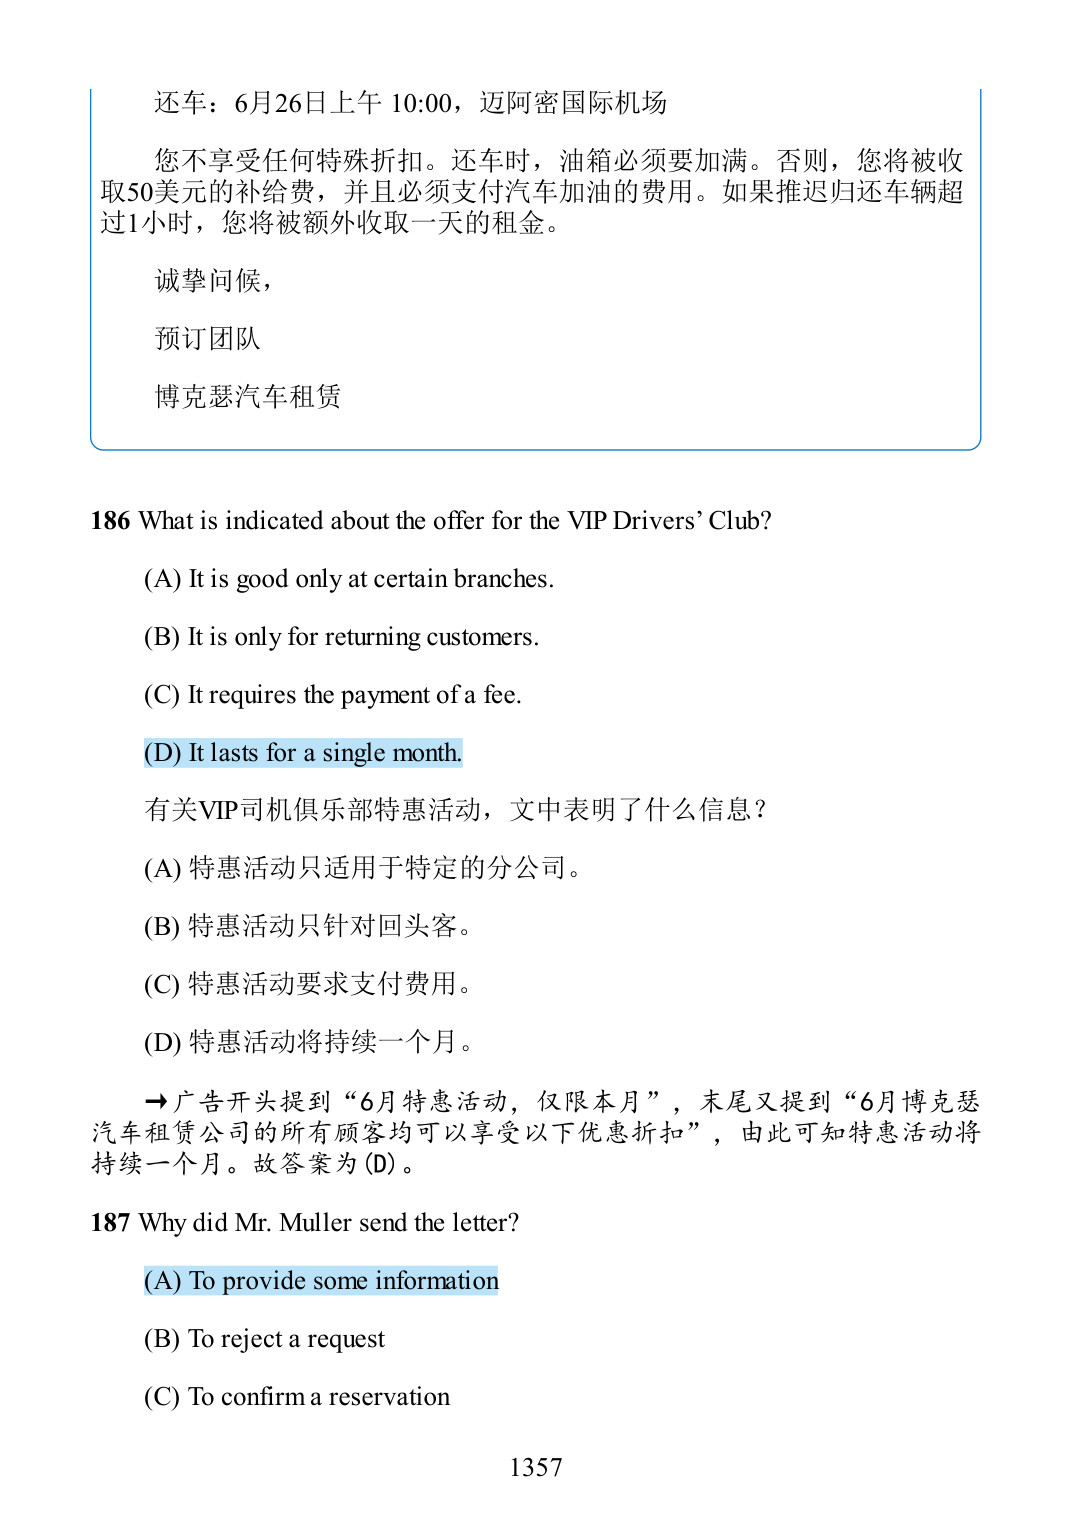 还车：6月26日上午 10:00，迈阿密国际机场
您不享受任何特殊折扣。还车时，油箱必须要加满。否则，您将被收
取50美元的补给费，并且必须支付汽车加油的费用。如果推迟归还车辆超
过1小时，您将被额外收取一天的租金。
诚挚问候，
预订团队
博克瑟汽车租赁
186 What is indicated about the offer for the VIP Drivers’ Club?
(A) It is good only at certain branches.
(B) It is only for returning customers.
(C) It requires the payment of a fee.
(D) It lasts for a single month.
有关VIP司机俱乐部特惠活动，文中表明了什么信息？
(A) 特惠活动只适用于特定的分公司。
(B) 特惠活动只针对回头客。
(C) 特惠活动要求支付费用。
(D) 特惠活动将持续一个月。
→广告开头提到“6月特惠活动，仅限本月”，末尾又提到“6月博克瑟
汽车租赁公司的所有顾客均可以享受以下优惠折扣”，由此可知特惠活动将
持续一个月。故答案为(D)。
187 Why did Mr. Muller send the letter?
(A) To provide some information
(B) To reject a request
(C) To confirm a reservation
1357